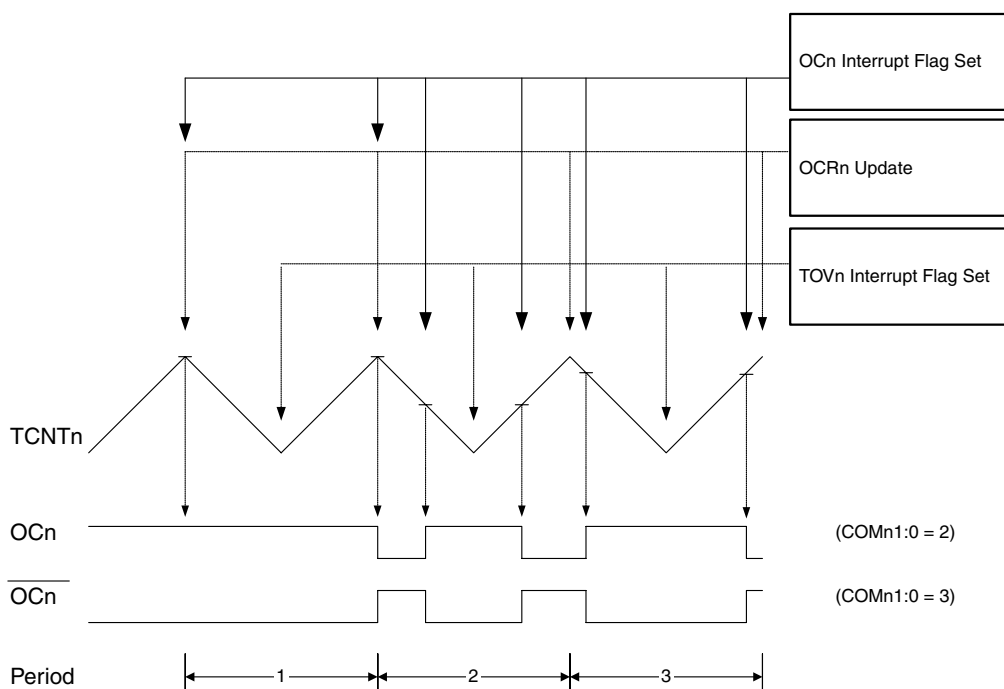 OCn Interrupt Flag Set
OCRn Update
TOVn Interrupt Flag Set
TCNTn
OCn
(COMn1:0 = 2)
OCn
(COMn1:0 = 3)
Period
1
2
3